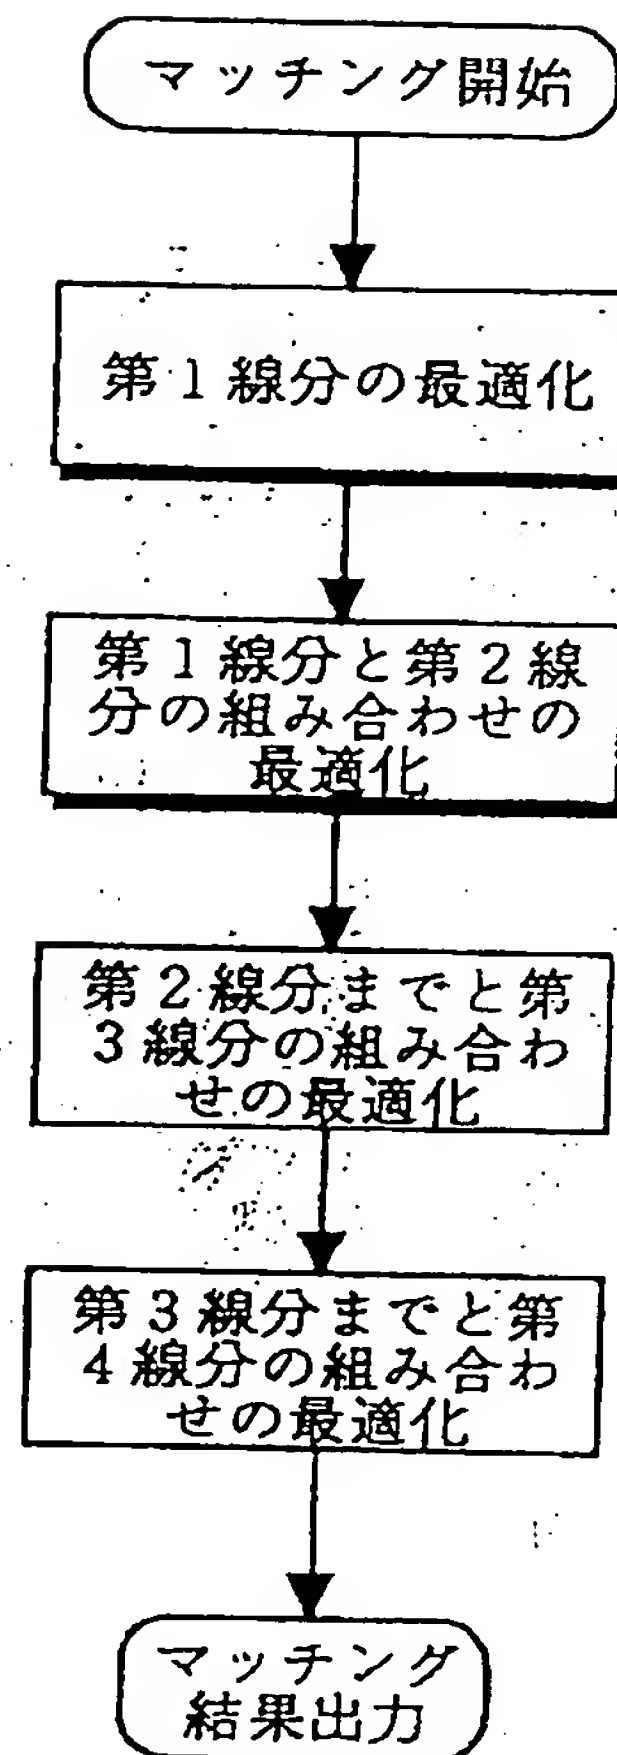 マッチング開始
第1線分の最適化
第1線分と第2線
分の組み合わせの
最適化
第2線分までと第
3線分の組み合わ
せの最適化
第3線分までと第
4線分の組み合わ
せの最適化
マッチング
結果出力